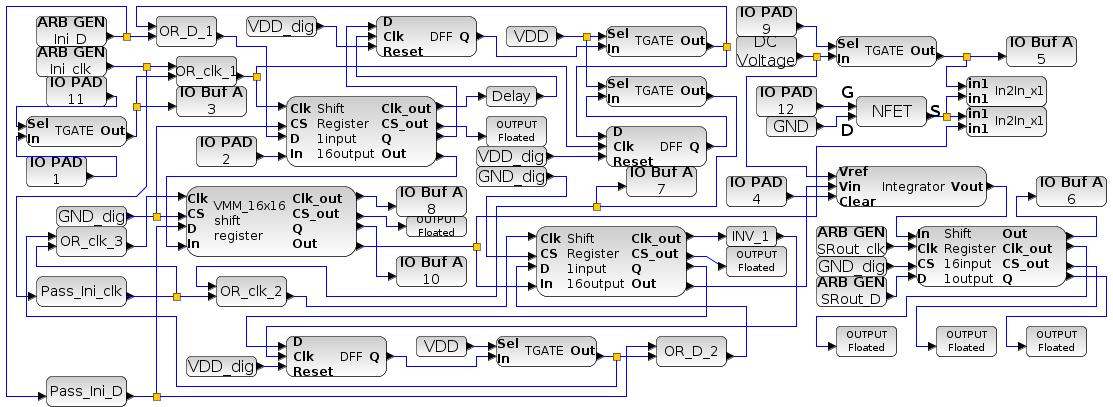 ARB GEN
Ini D
ARB GEN
Ini clk
IO PAD
11
Sel
In TGATE Out
IO PAD
1
OR_D_1
OR_clk_1
IO Buf A
3
IO PAD
2
VDD_dig
D
Clk DFF Q
Reset
Clk Shift Clk_out
CS Register CS_out
D 1input Q
In 16output Out
Delay
OUTPUT
Floated
VDD_dig
GND_dig
VDD
Sel
In TGATE Out
Sel
In TGATE Out
D
Clk DFF Q
Reset
IO Buf A
7
IO PAD
9
DC
Voltage
Sel
In TGATE Out
IO Buf A
5
IO PAD
12
GND
G
D
NFET
S
in1
in1 In2In_x1
in1
in1 In2In_x1
GND_dig
OR_clk_3
Clk VMM_16x16 Clk_out
CS shift CS_out
D register Q
In Out
IO Buf A
8
OUTPUT
Floated
IO Buf A
10
IO PAD
4
Vref
Vin Integrator Vout
Clear
IO Buf A
6
Clk Shift Clk_out
CS Register CS_out
D 1input Q
In 16output Out
INV_1
OUTPUT
Floated
ARB GEN
SRout_clk
GND_dig
ARB GEN
SRout_D
In Shift Out
Clk Register Clk_out
CS 16input CS_out
D 1output Q
Pass_Ini_clk
OR_clk_2
VDD_dig
D
Clk DFF Q
Reset
VDD
Sel
In TGATE Out
OR_D_2
OUTPUT
Floated
OUTPUT
Floated
OUTPUT
Floated
Pass_Ini_D